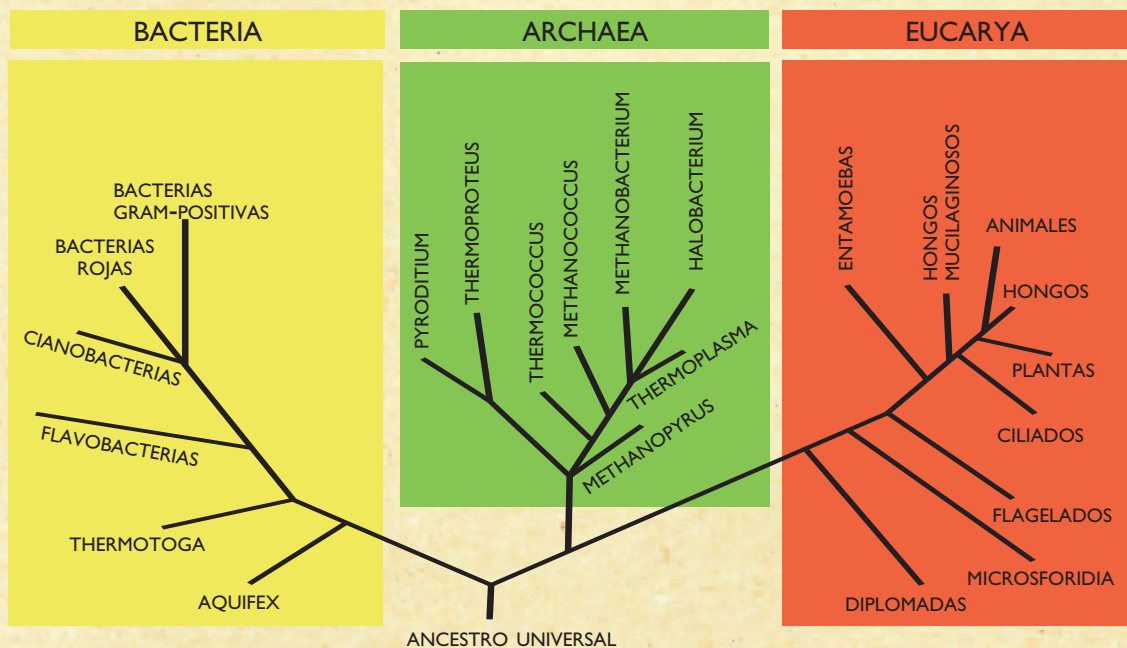 BACTERIA
BACTERIAS
GRAM-POSITIVAS
BACTERIAS
ROJAS
CIANOBACTERIAS
FLAVOBACTERIAS
THERMOTOGA
AQUIFEX
ARCHAEA
PYRODITIUM
THERMOPROTEUS
THERMOCOCCUS
METHANOCOCCUS
METHANOBACTERIUM
HALOBACTERIUM
THERMOPLASMA
METHANOPYRUS
EUCARYA
ENTAMOEBAS
HONGOS
MUCILAGINOSOS
ANIMALES
HONGOS
PLANTAS
CILIADOS
FLAGELADOS
MICROSFORIDIA
DIPLOMADAS
ANCESTRO UNIVERSAL